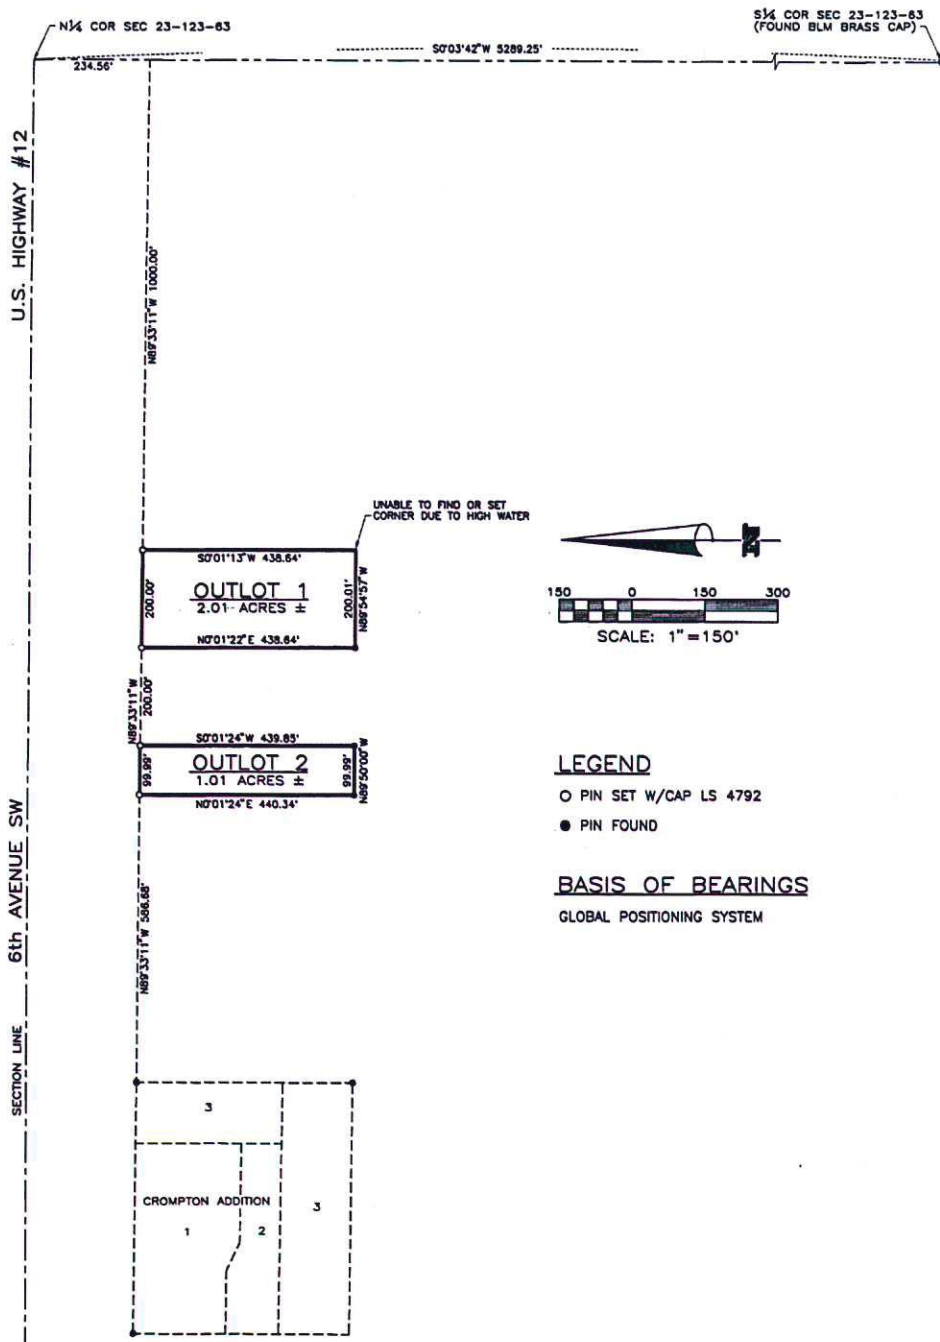 N¼ COR SEC 23-123-63
S¼ COR SEC 23-123-63
(FOUND BLM BRASS CAP)
S0°03'42"W 5289.25'
234.56'
U.S. HIGHWAY #12
N89°33'11"W 1000.00'
UNABLE TO FIND OR SET
CORNER DUE TO HIGH WATER
S0°01'13"W 438.64'
200.00'
OUTLOT 1
2.01 ACRES ±
200.01'
N89°54'57"W
N0°01'22"E 438.64'
N
150 0 150 300
SCALE: 1"=150'
N89°33'11"W
200.00'
S0°01'24"W 439.85'
99.99'
OUTLOT 2
1.01 ACRES ±
99.99'
N89°50'00"W
N0°01'24"E 440.34'
LEGEND
PIN SET W/CAP LS 4792
PIN FOUND
BASIS OF BEARINGS
GLOBAL POSITIONING SYSTEM
6th AVENUE SW
N89°33'11"W 586.68'
SECTION LINE
3
CROMPTON ADDITION
1
2
3